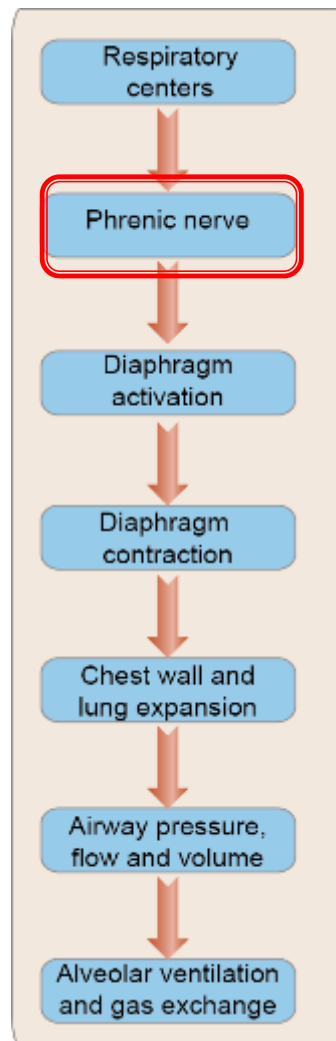 Respiratory
centers
Phrenic nerve
Diaphragm
activation
Diaphragm
contraction
Chest wall and
lung expansion
Airway pressure,
flow and volume
Alveolar ventilation
and gas exchange